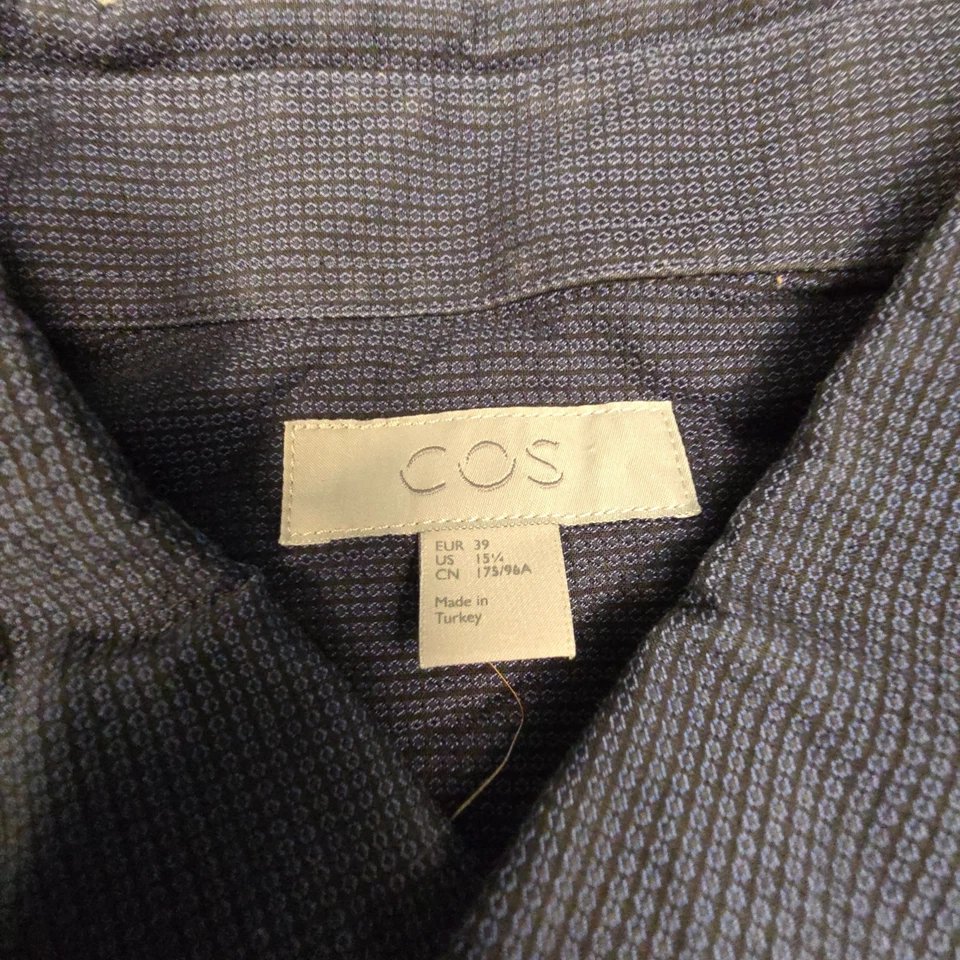 COS
EUR 39
US 15¼
CN 175/96A
Made in
Turkey